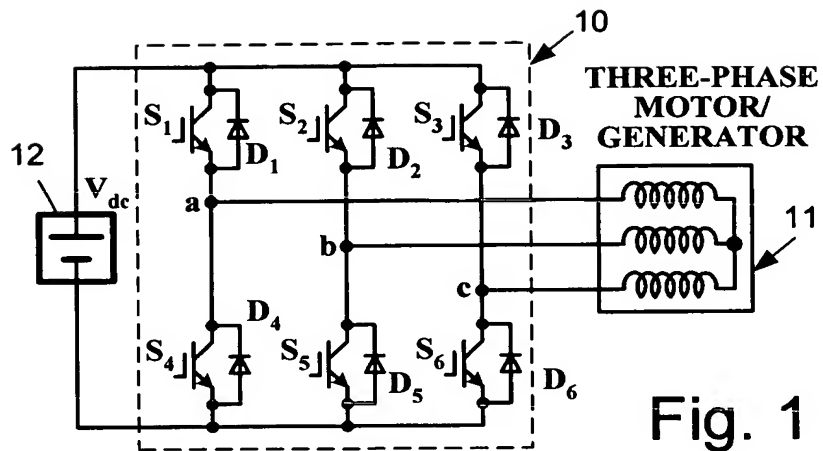 10
THREE-PHASE
MOTOR/
GENERATOR
S1
S2
S3
D1
D2
D3
12
Vdc
a
b
c
11
S4
D4
S5
D5
S6
D6
Fig. 1